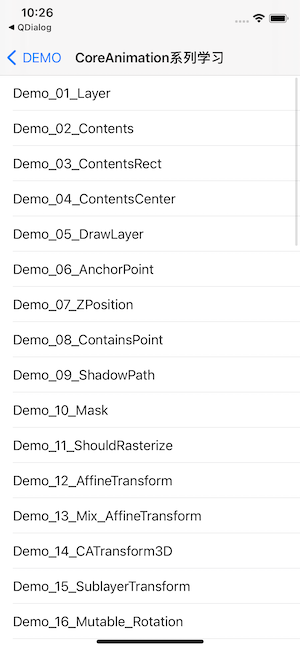 10:26
◀ QDialog
DEMO CoreAnimation系列学习
Demo_01_Layer
Demo_02_Contents
Demo_03_ContentsRect
Demo_04_ContentsCenter
Demo_05_DrawLayer
Demo_06_AnchorPoint
Demo_07_ZPosition
Demo_08_ContainsPoint
Demo_09_ShadowPath
Demo_10_Mask
Demo_11_ShouldRasterize
Demo_12_AffineTransform
Demo_13_Mix_AffineTransform
Demo_14_CATransform3D
Demo_15_SublayerTransform
Demo_16_Mutable_Rotation